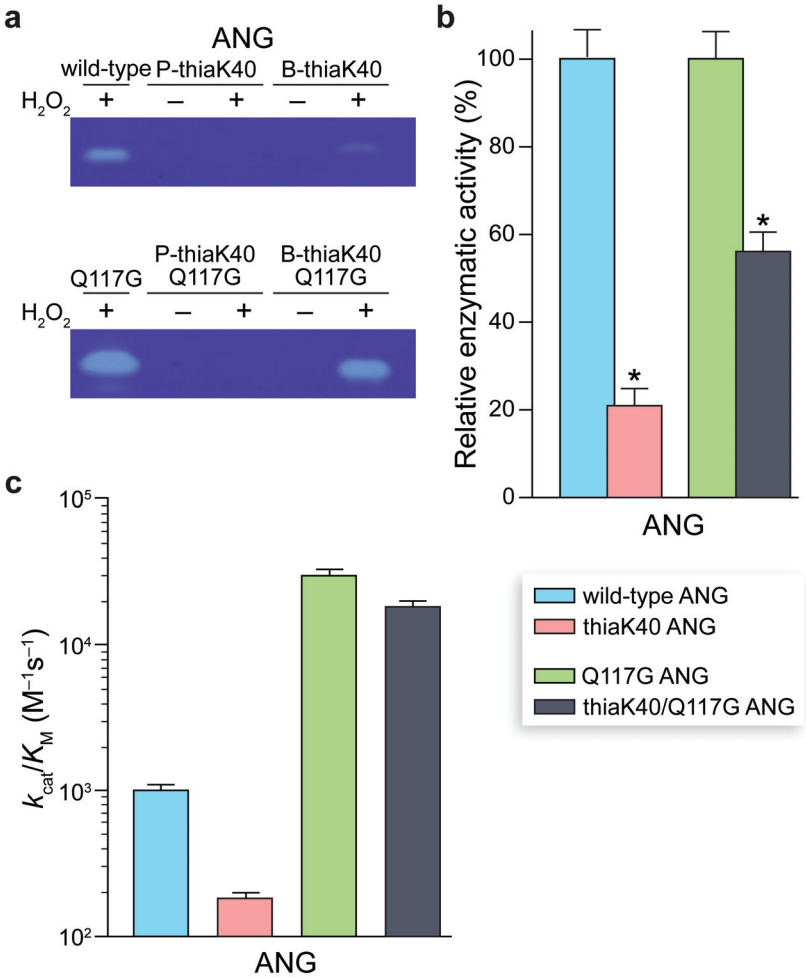 a
ANG
wild-type P-thiaK40 B-thiaK40
H₂O₂ + – + – +
P-thiaK40 B-thiaK40
Q117G Q117G Q117G
H₂O₂ + – + – +
b
Relative enzymatic activity (%)
100
80
60
40
20
0
*
*
ANG
c
kcat/KM (M⁻¹s⁻¹)
10⁵
10⁴
10³
10²
ANG
wild-type ANG
thiaK40 ANG
Q117G ANG
thiaK40/Q117G ANG